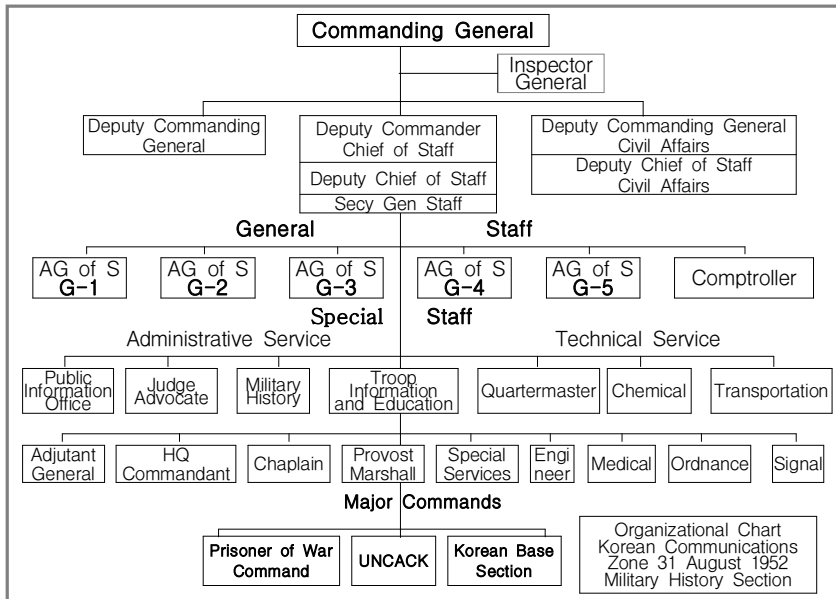 Commanding General
Inspector
General
Deputy Commanding
General
Deputy Commander
Chief of Staff
Deputy Chief of Staff
Secy Gen Staff
Deputy Commanding General
Civil Affairs
Deputy Chief of Staff
Civil Affairs
General Staff
AG of S
G-1
AG of S
G-2
AG of S
G-3
AG of S
G-4
AG of S
G-5
Comptroller
Special Staff
Administrative Service
Technical Service
Public
Information
Office
Judge
Advocate
Military
History
Troop
Information
and Education
Quartermaster
Chemical
Transportation
Adjutant
General
HQ
Commandant
Chaplain
Provost
Marshall
Special
Services
Engi
neer
Medical
Ordnance
Signal
Major Commands
Prisoner of War
Command
UNCACK
Korean Base
Section
Organizational Chart
Korean Communications
Zone 31 August 1952
Military History Section